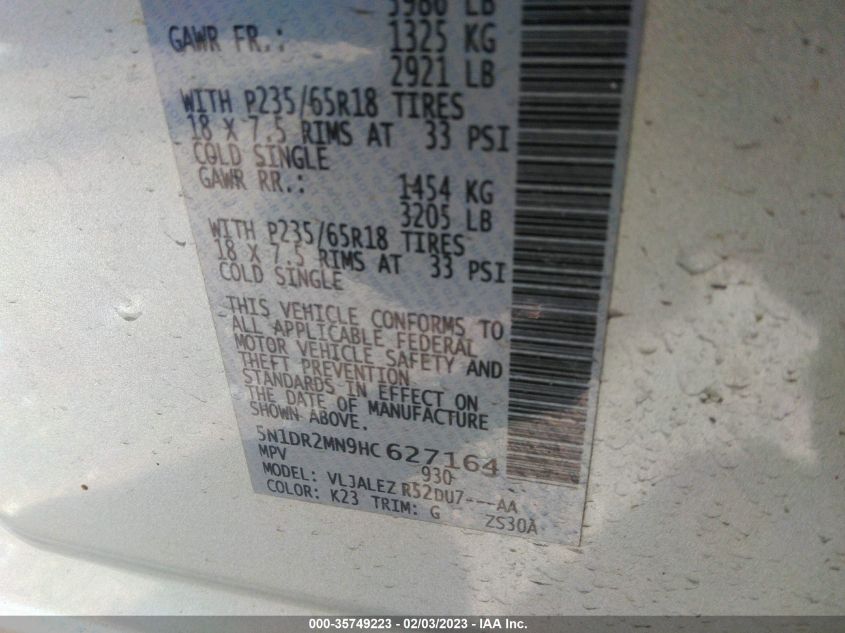 5980 LB
GAWR FR.: 1325 KG
2921 LB
WITH P235/65R18 TIRES
18 X 7.5 RIMS AT 33 PSI
COLD SINGLE
GAWR RR.: 1454 KG
3205 LB
WITH P235/65R18 TIRES
18 X 7.5 RIMS AT 33 PSI
COLD SINGLE
THIS VEHICLE CONFORMS TO
ALL APPLICABLE FEDERAL
MOTOR VEHICLE SAFETY AND
THEFT PREVENTION
STANDARDS IN EFFECT ON
THE DATE OF MANUFACTURE
SHOWN ABOVE.
5N1DR2MN9HC 627164
MPV 930
MODEL: VLJALEZ R52DU7---AA
COLOR: K23 TRIM: G ZS30A
000-35749223 - 02/03/2023 - © IAA Inc.